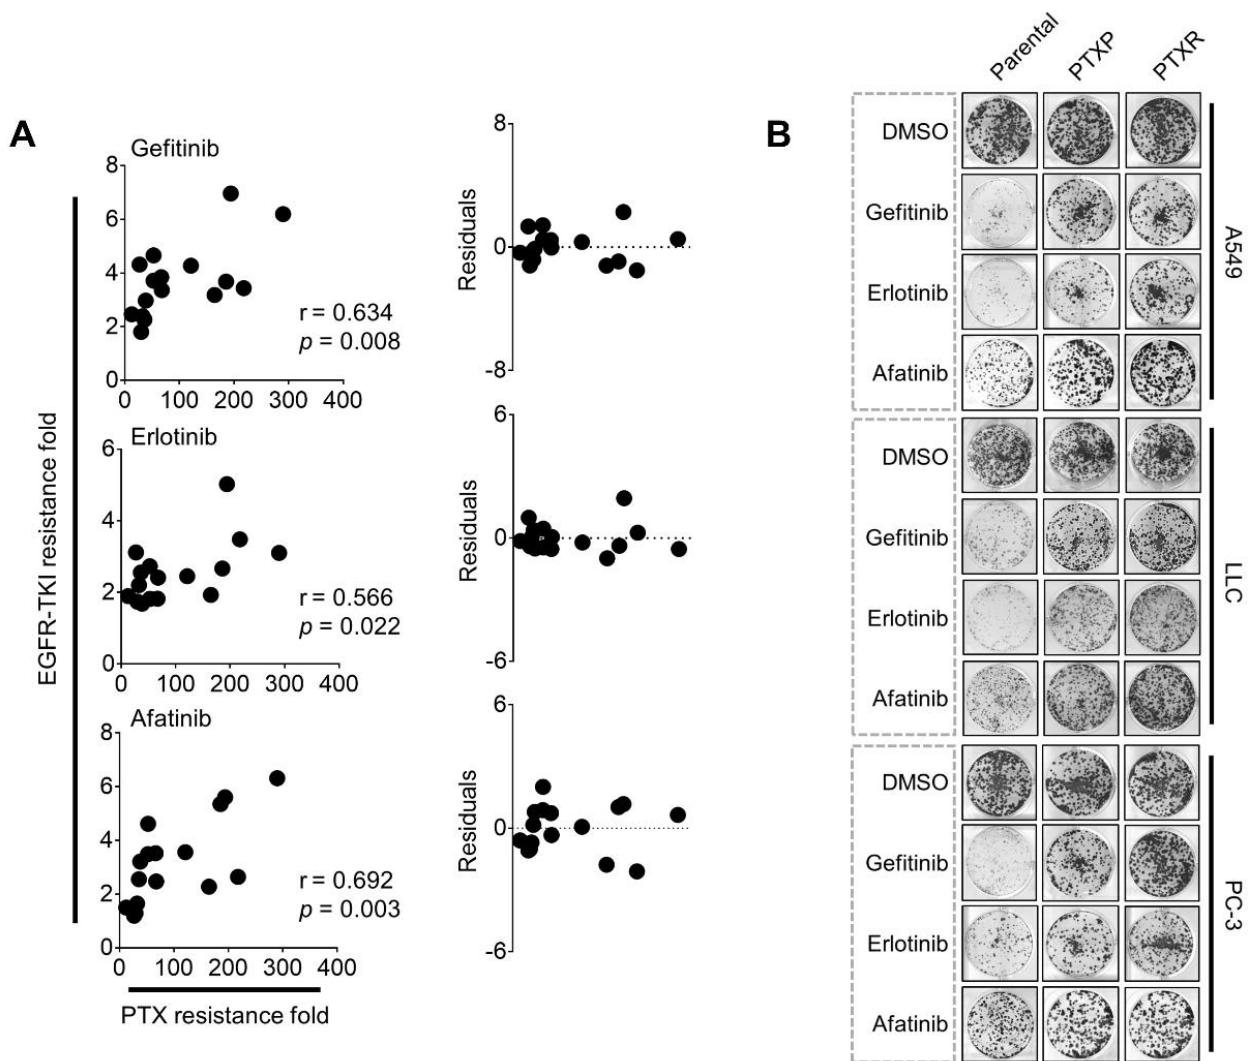 A
Gefitinib
8
6
4
2
0
0 100 200 300 400
r = 0.634
p = 0.008
Residuals
8
0
-8
Erlotinib
6
4
2
0
0 100 200 300 400
r = 0.566
p = 0.022
Residuals
6
0
-6
Afatinib
8
6
4
2
0
0 100 200 300 400
r = 0.692
p = 0.003
Residuals
6
0
-6
EGFR-TKI resistance fold
PTX resistance fold
B
Parental PTXP PTXR
DMSO
Gefitinib
Erlotinib
Afatinib
A549
DMSO
Gefitinib
Erlotinib
Afatinib
LLC
DMSO
Gefitinib
Erlotinib
Afatinib
PC-3